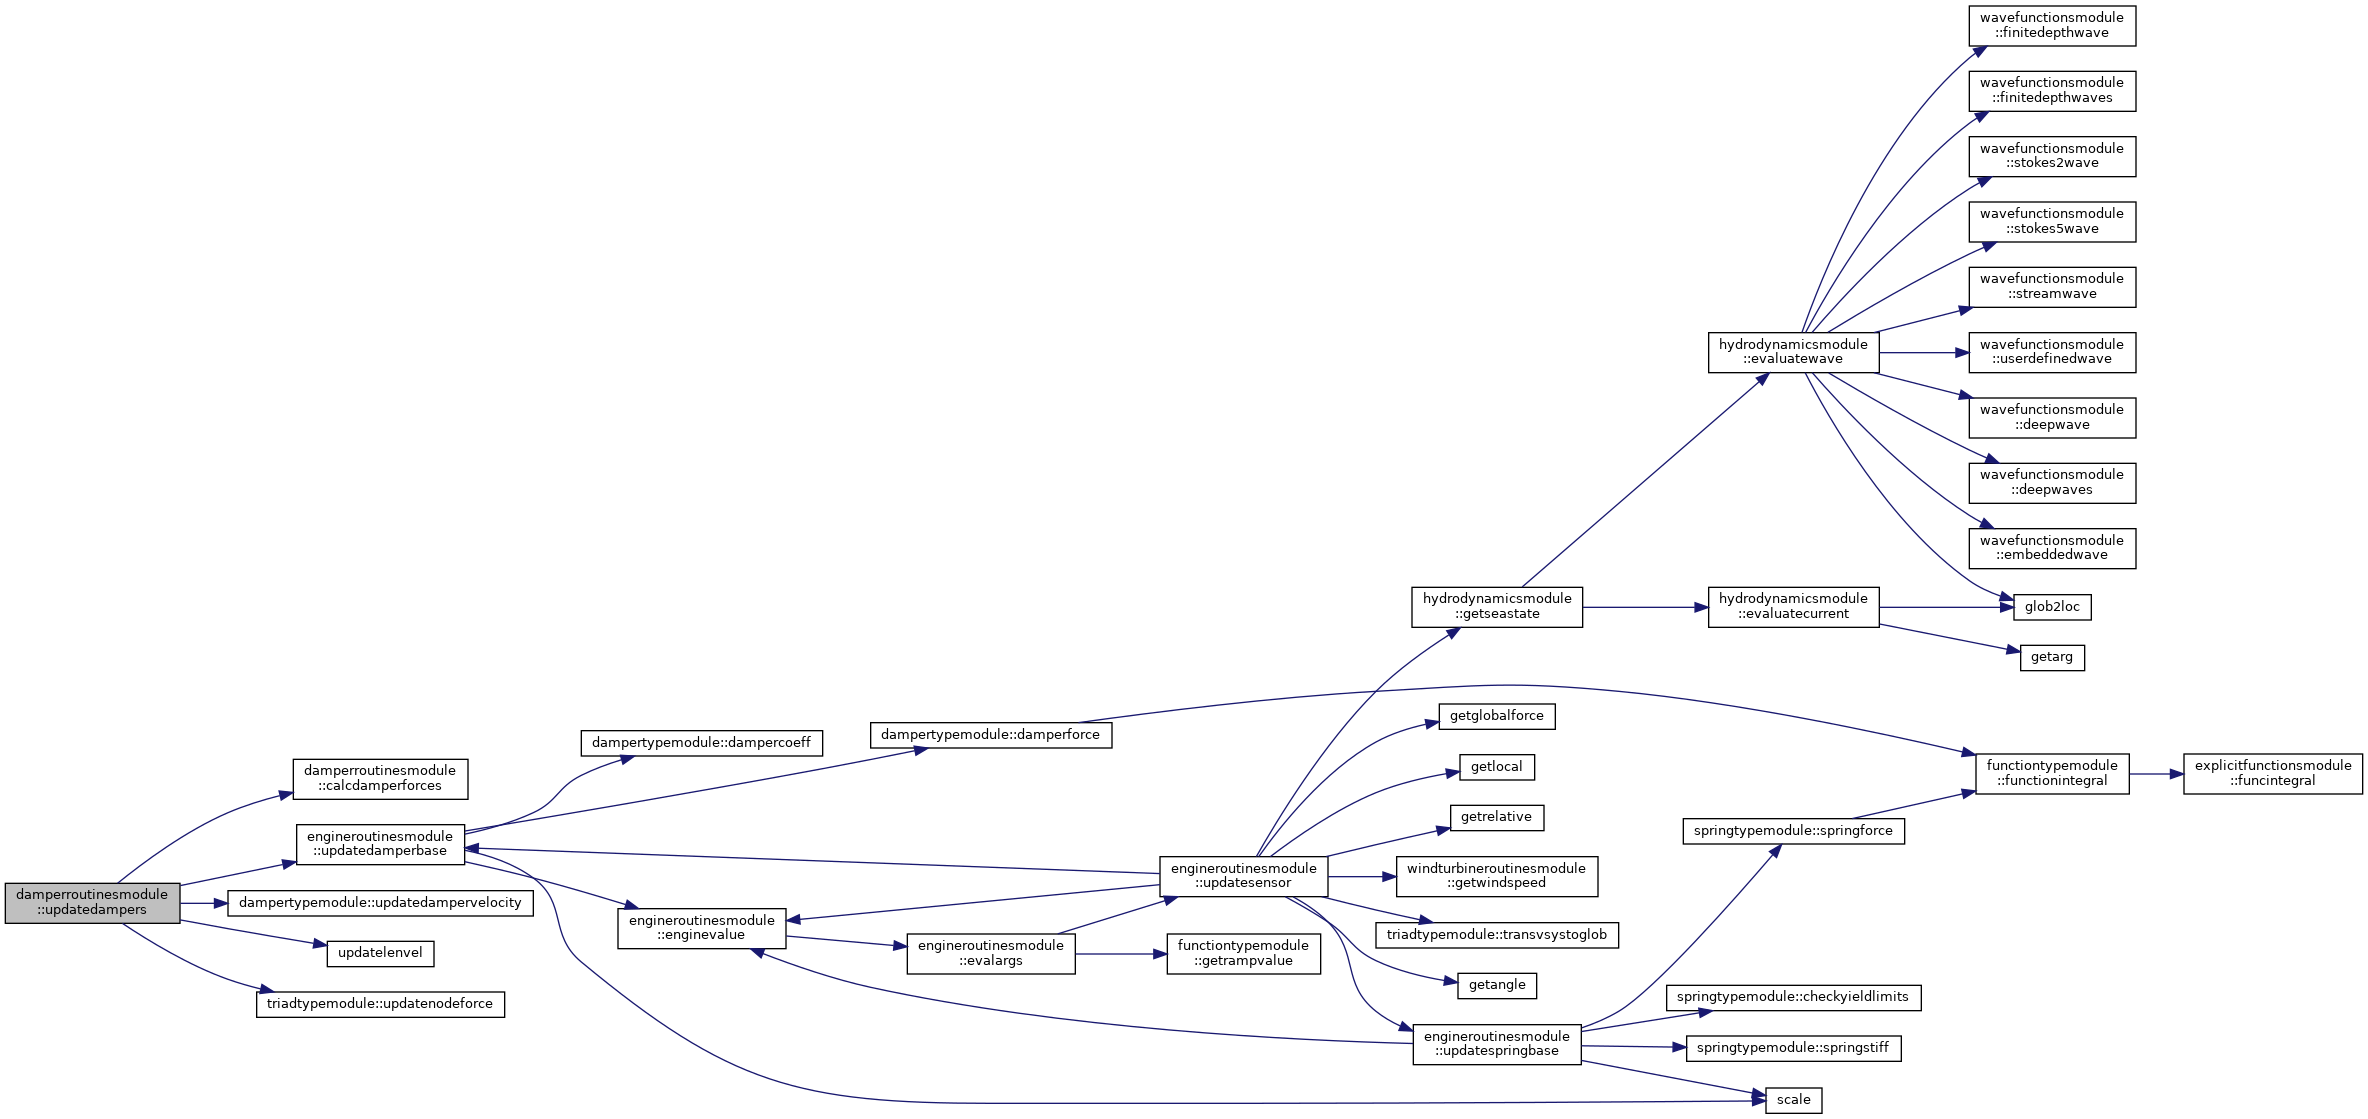 damperroutinesmodule
::updatedampers
damperroutinesmodule
::calcdamperforces
engineroutinesmodule
::updatedamperbase
dampertypemodule::updatedampervelocity
updatelenvel
triadtypemodule::updatenodeforce
dampertypemodule::dampercoeff
dampertypemodule::damperforce
engineroutinesmodule
::enginevalue
engineroutinesmodule
::evalargs
engineroutinesmodule
::updatesensor
functiontypemodule
::getrampvalue
hydrodynamicsmodule
::getseastate
getglobalforce
getlocal
getrelative
windturbineroutinesmodule
::getwindspeed
triadtypemodule::transvsystoglob
getangle
engineroutinesmodule
::updatespringbase
hydrodynamicsmodule
::evaluatewave
hydrodynamicsmodule
::evaluatecurrent
springtypemodule::springforce
springtypemodule::checkyieldlimits
springtypemodule::springstiff
scale
wavefunctionsmodule
::finitedepthwave
wavefunctionsmodule
::finitedepthwaves
wavefunctionsmodule
::stokes2wave
wavefunctionsmodule
::stokes5wave
wavefunctionsmodule
::streamwave
wavefunctionsmodule
::userdefinedwave
wavefunctionsmodule
::deepwave
wavefunctionsmodule
::deepwaves
wavefunctionsmodule
::embeddedwave
glob2loc
getarg
functiontypemodule
::functionintegral
explicitfunctionsmodule
::funcintegral